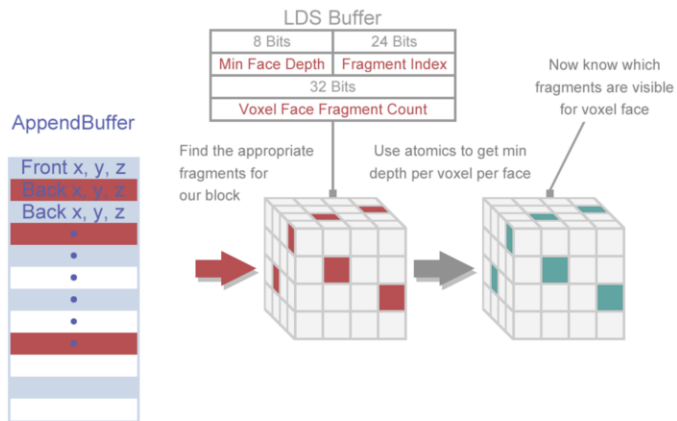 LDS Buffer
8 Bits
24 Bits
Min Face Depth
Fragment Index
32 Bits
Voxel Face Fragment Count
Now know which
fragments are visible
for voxel face
AppendBuffer
Find the appropriate
fragments for
our block
Use atomics to get min
depth per voxel per face
Front x, y, z
Back x, y, z
Back x, y, z